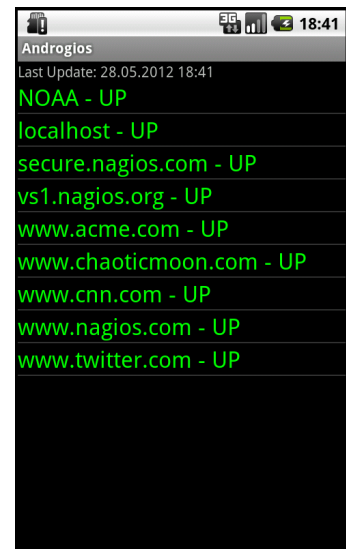 3G 18:41
Androgios
Last Update: 28.05.2012 18:41
NOAA - UP
localhost - UP
secure.nagios.com - UP
vs1.nagios.org - UP
www.acme.com - UP
www.chaoticmoon.com - UP
www.cnn.com - UP
www.nagios.com - UP
www.twitter.com - UP